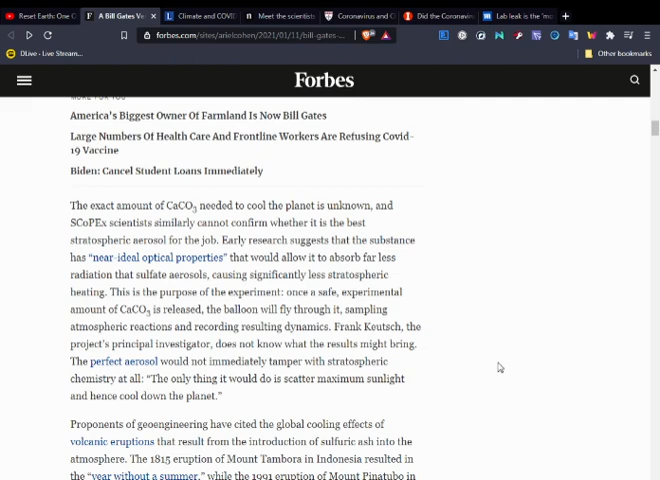 Reset Earth: One O
A Bill Gates Ve
Climate and COVI
Meet the scientist
Coronavirus and C
Did the Coronavir
Lab leak is the 'mo
forbes.com/sites/arielcohen/2021/01/11/bill-gates-...
DLive - Live Stream...
Other bookmarks
Forbes
MORE FOR YOU
America's Biggest Owner Of Farmland Is Now Bill Gates
Large Numbers Of Health Care And Frontline Workers Are Refusing Covid-
19 Vaccine
Biden: Cancel Student Loans Immediately
The exact amount of CaCO3 needed to cool the planet is unknown, and
SCoPEx scientists similarly cannot confirm whether it is the best
stratospheric aerosol for the job. Early research suggests that the substance
has “near-ideal optical properties” that would allow it to absorb far less
radiation that sulfate aerosols, causing significantly less stratospheric
heating. This is the purpose of the experiment: once a safe, experimental
amount of CaCO3 is released, the balloon will fly through it, sampling
atmospheric reactions and recording resulting dynamics. Frank Keutsch, the
project's principal investigator, does not know what the results might bring.
The perfect aerosol would not immediately tamper with stratospheric
chemistry at all: “The only thing it would do is scatter maximum sunlight
and hence cool down the planet.”
Proponents of geoengineering have cited the global cooling effects of
volcanic eruptions that result from the introduction of sulfuric ash into the
atmosphere. The 1815 eruption of Mount Tambora in Indonesia resulted in
the “year without a summer,” while the 1991 eruption of Mount Pinatubo in